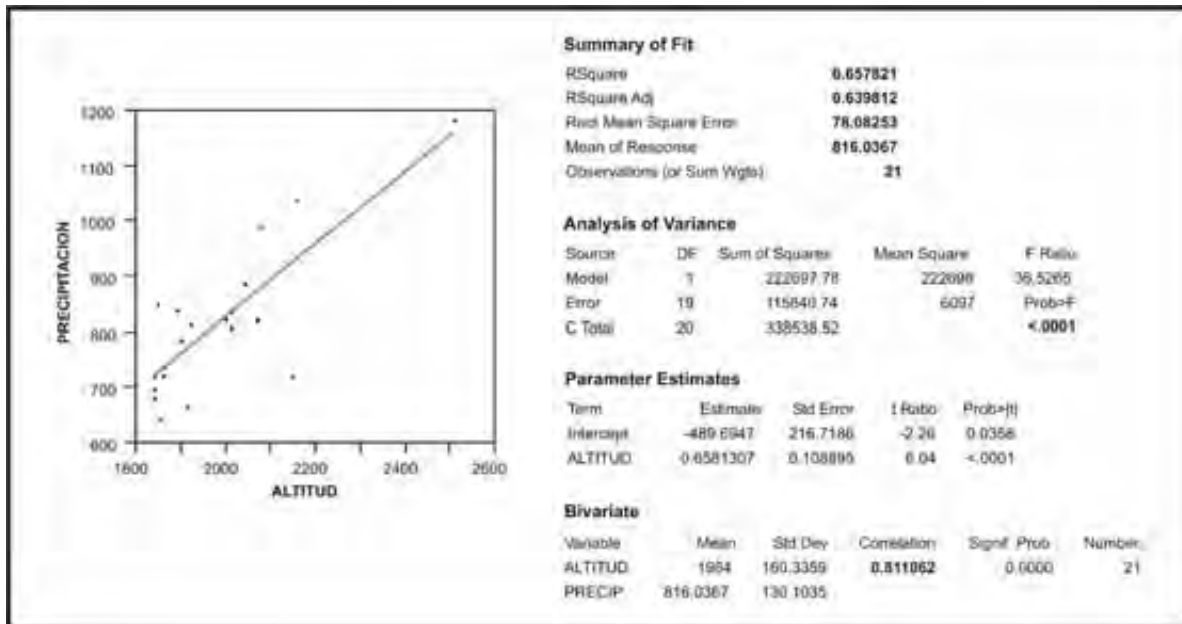 PRECIPITACION
1200
1100
1000
900
800
700
600
1800 2000 2200 2400 2600
ALTITUD
Summary of Fit
RSquare 0.657821
RSquare Adj 0.639812
Root Mean Square Error 78.08253
Mean of Response 816.0367
Observations (or Sum Wgts) 21
Analysis of Variance
Source DF Sum of Squares Mean Square F Ratio
Model 1 222697.78 222698 36.5265
Error 19 115840.74 6097 Prob>F
C Total 20 338538.52 <.0001
Parameter Estimates
Term Estimate Std Error t Ratio Prob>|t|
Intercept -489.6947 216.7186 -2.26 0.0358
ALTITUD 0.6581307 0.108895 6.04 <.0001
Bivariate
Variable Mean Std Dev Correlation Signif. Prob Number
ALTITUD 1984 160.3359 0.811062 0.0000 21
PRECIP 816.0367 130.1035